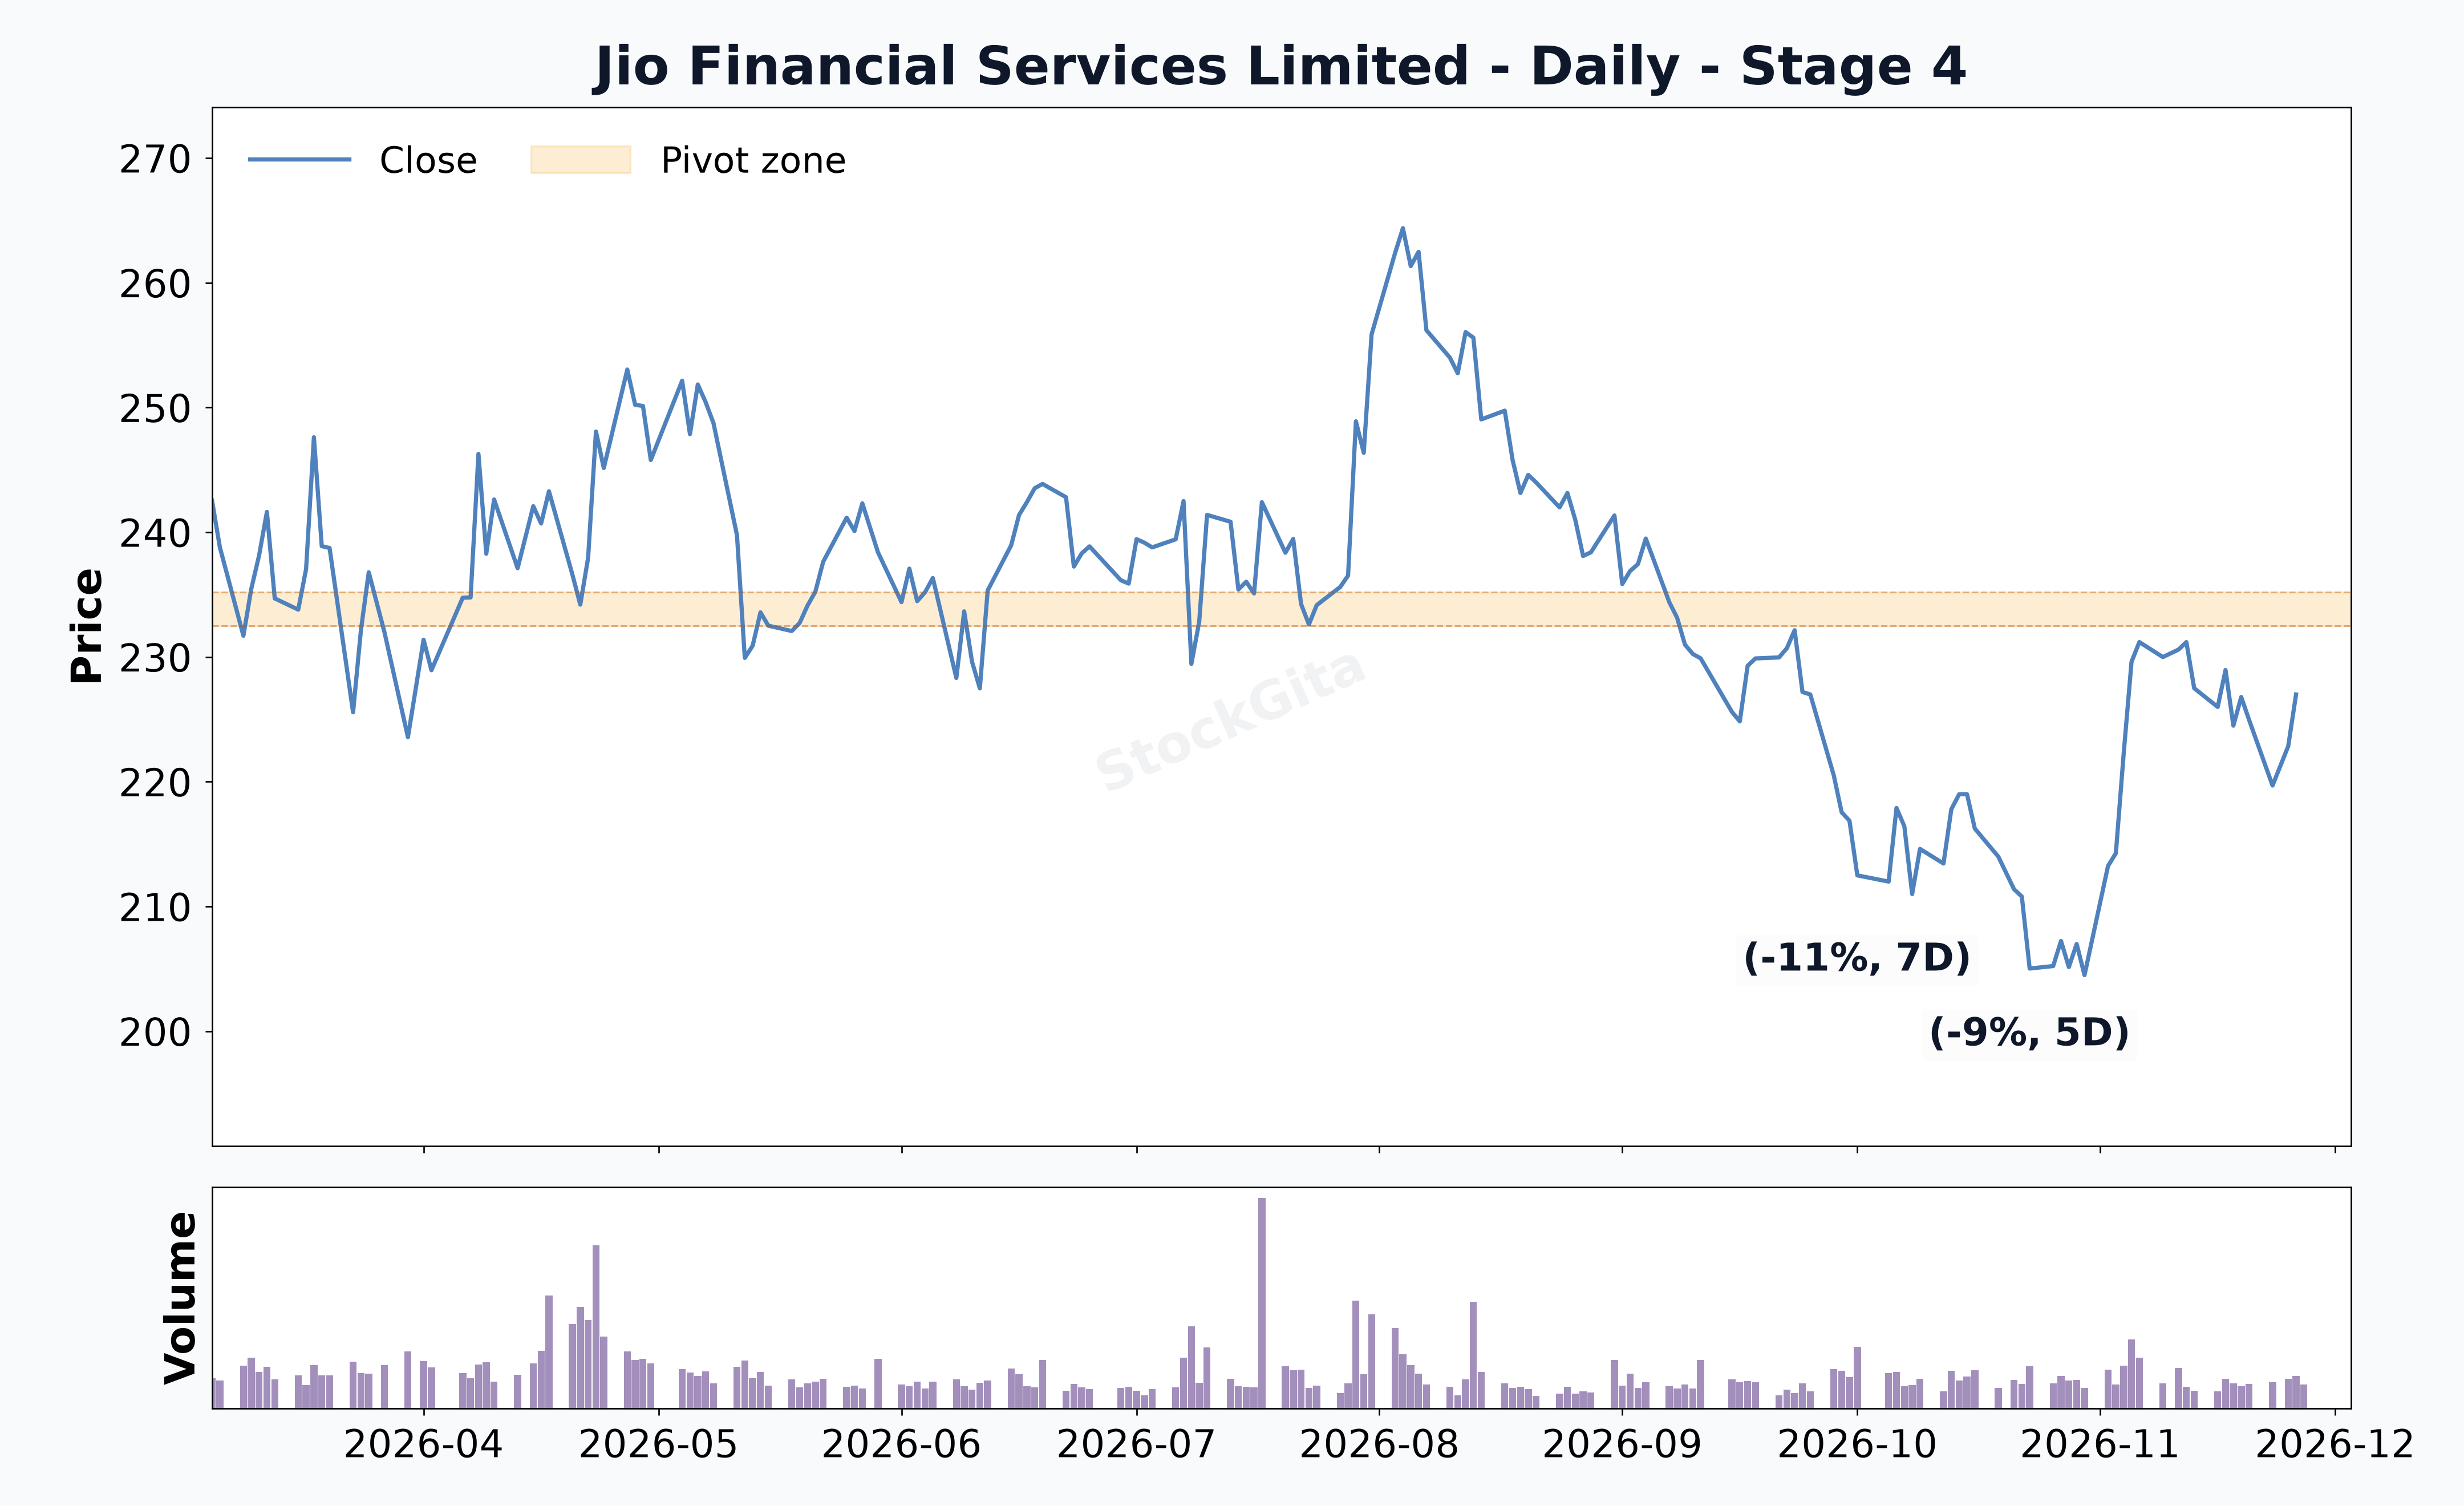 Jio Financial Services Limited - Daily - Stage 4
Close
Pivot zone
270
260
250
240
230
220
210
200
Price
StockGita
(-11%, 7D)
(-9%, 5D)
Volume
2026-04
2026-05
2026-06
2026-07
2026-08
2026-09
2026-10
2026-11
2026-12